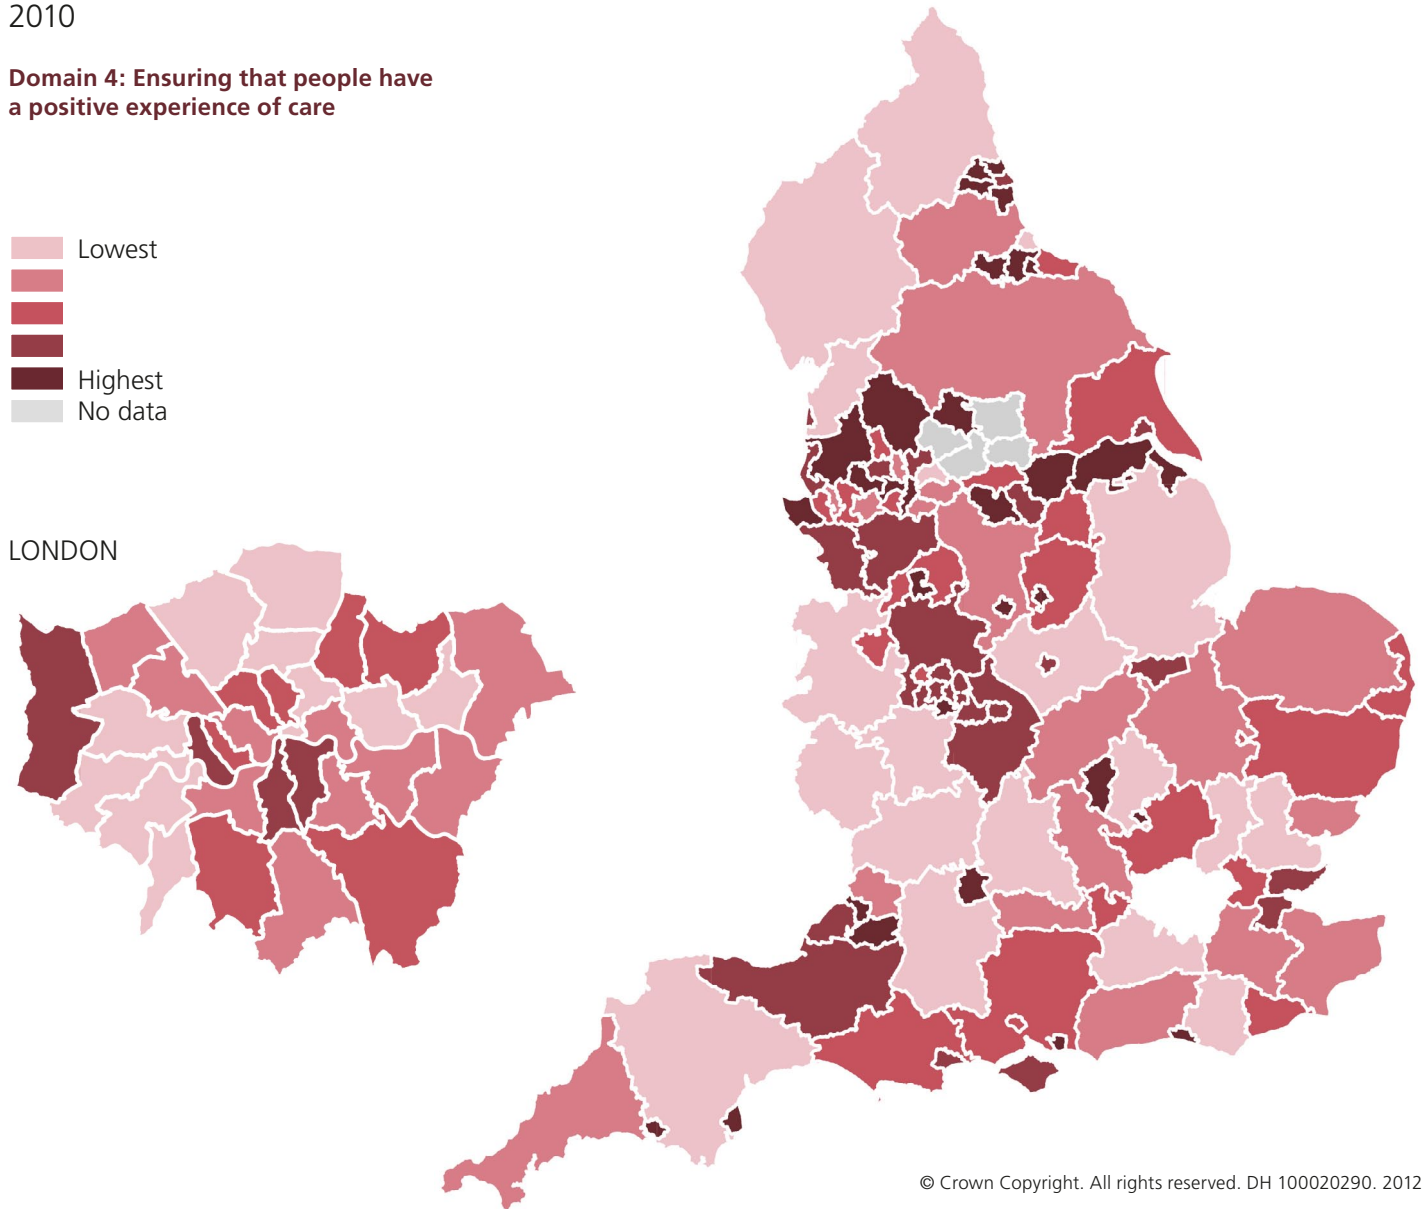 2010
Domain 4: Ensuring that people have
a positive experience of care
Lowest
Highest
No data
LONDON
© Crown Copyright. All rights reserved. DH 100020290. 2012